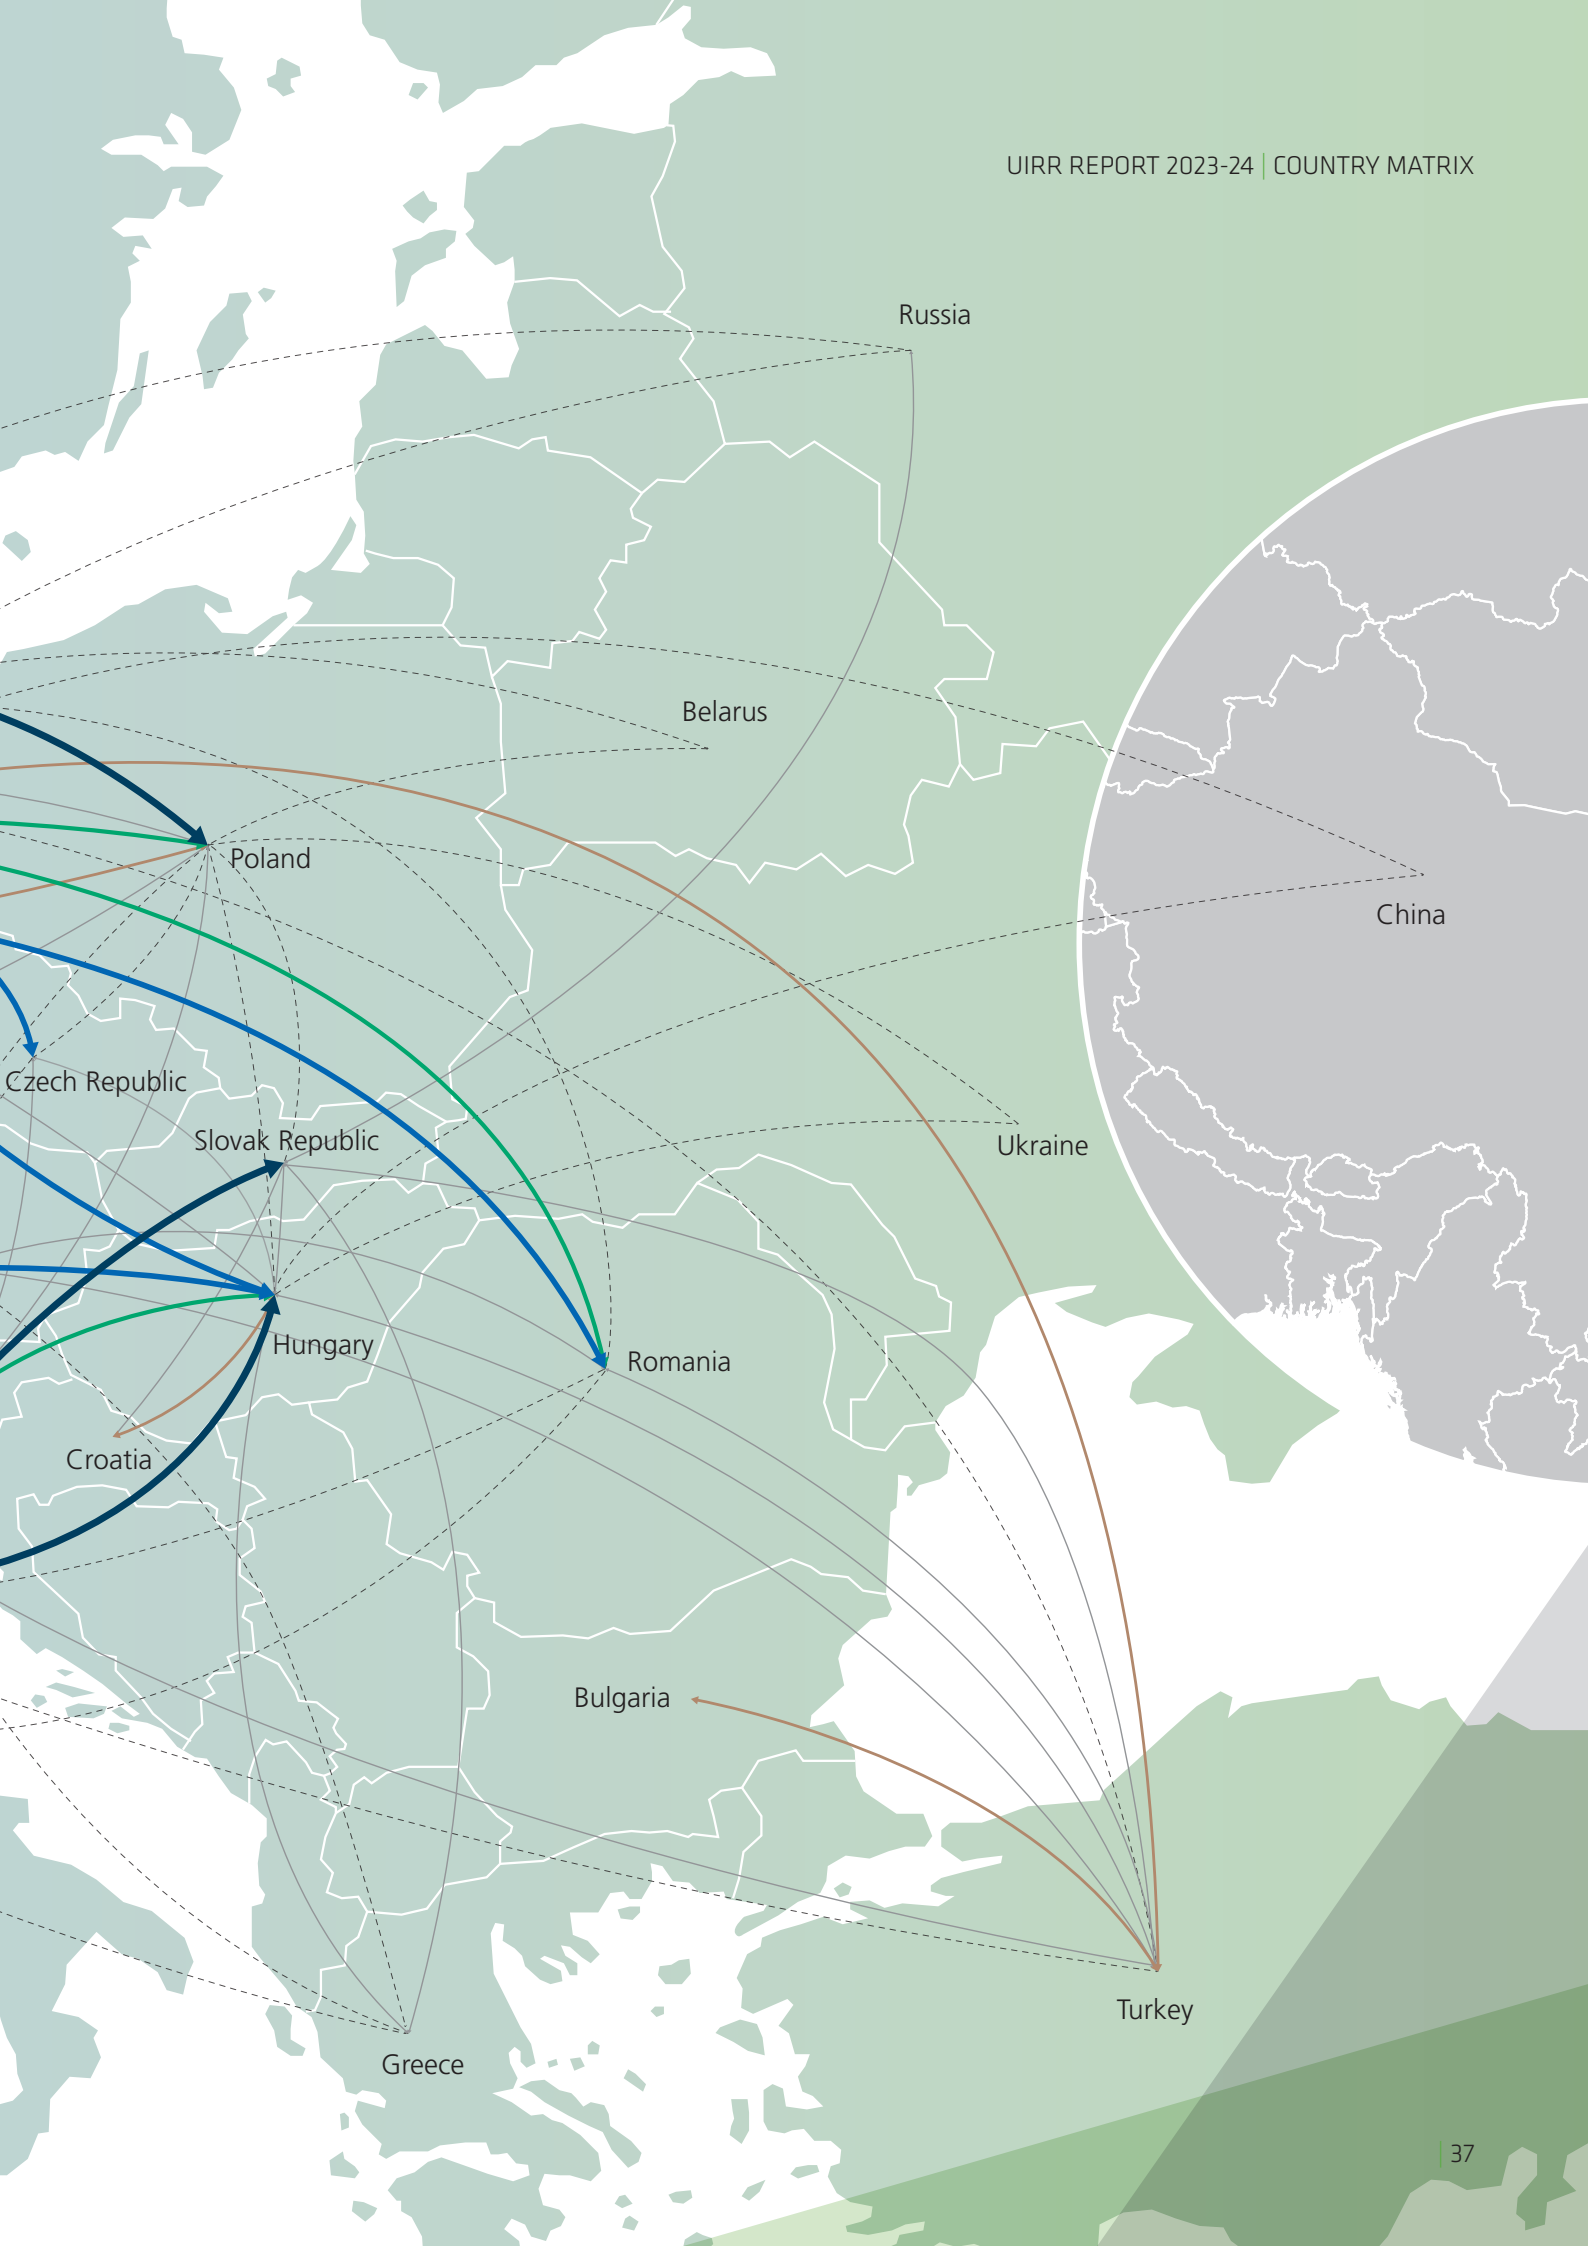 UIRR REPORT 2023-24 | COUNTRY MATRIX
Russia
Belarus
Poland
China
Czech Republic
Slovak Republic
Ukraine
Hungary
Romania
Croatia
Bulgaria
Turkey
Greece
| 37